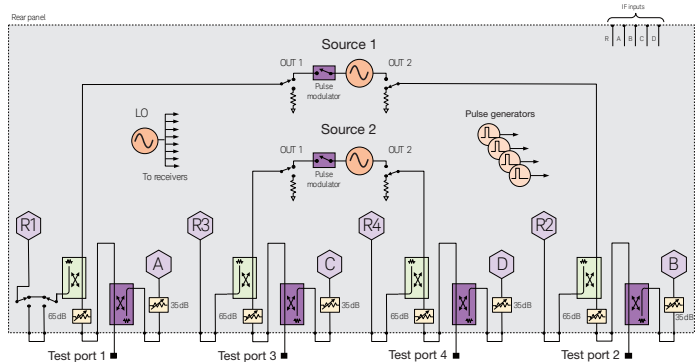 IF inputs
Rear panel
R A B C D
Source 1
OUT 1
OUT 2
Pulse
modulator
LO
To receivers
Source 2
OUT 1
OUT 2
Pulse
modulator
Pulse generators
R1
R3
R4
R2
A
C
D
B
65dB
35dB
65dB
35dB
65dB
35dB
65dB
35dB
Test port 1
Test port 3
Test port 4
Test port 2